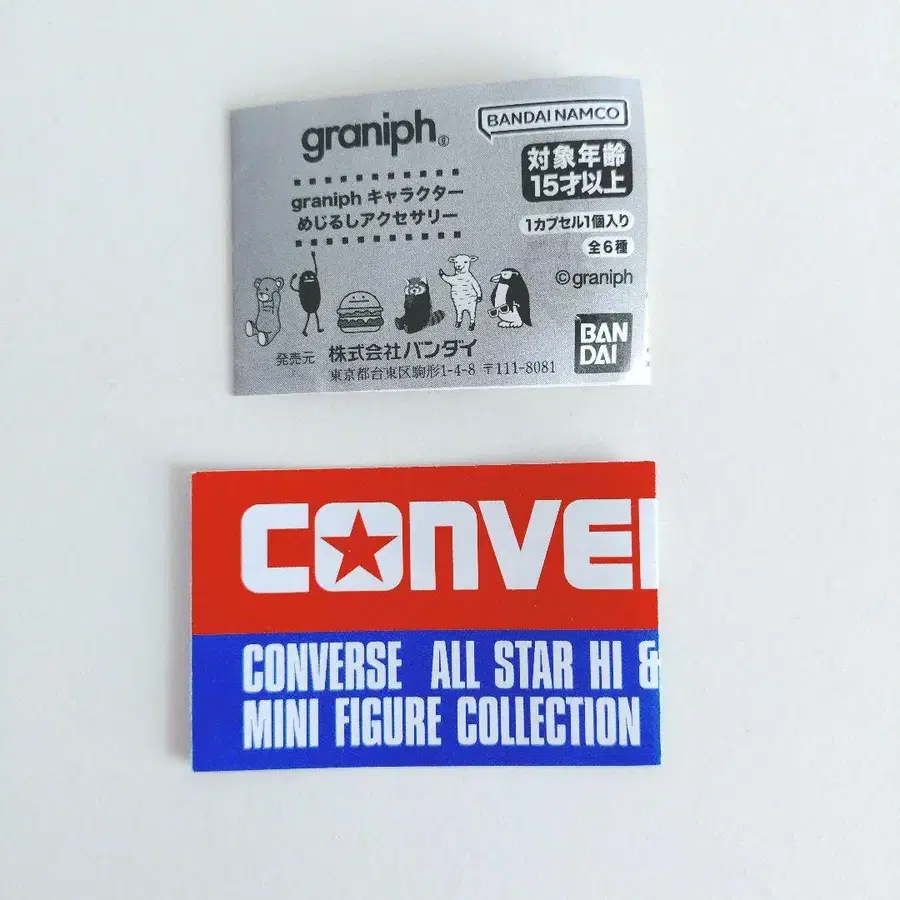 graniph®
BANDAI NAMCO
対象年齢
15才以上
graniph キャラクター
めじるしアクセサリー
1カプセル1個入り
全6種
©graniph
発売元 株式会社バンダイ
東京都台東区駒形1-4-8 〒111-8081
BAN
DAI
CONVE
CONVERSE ALL STAR HI &
MINI FIGURE COLLECTION